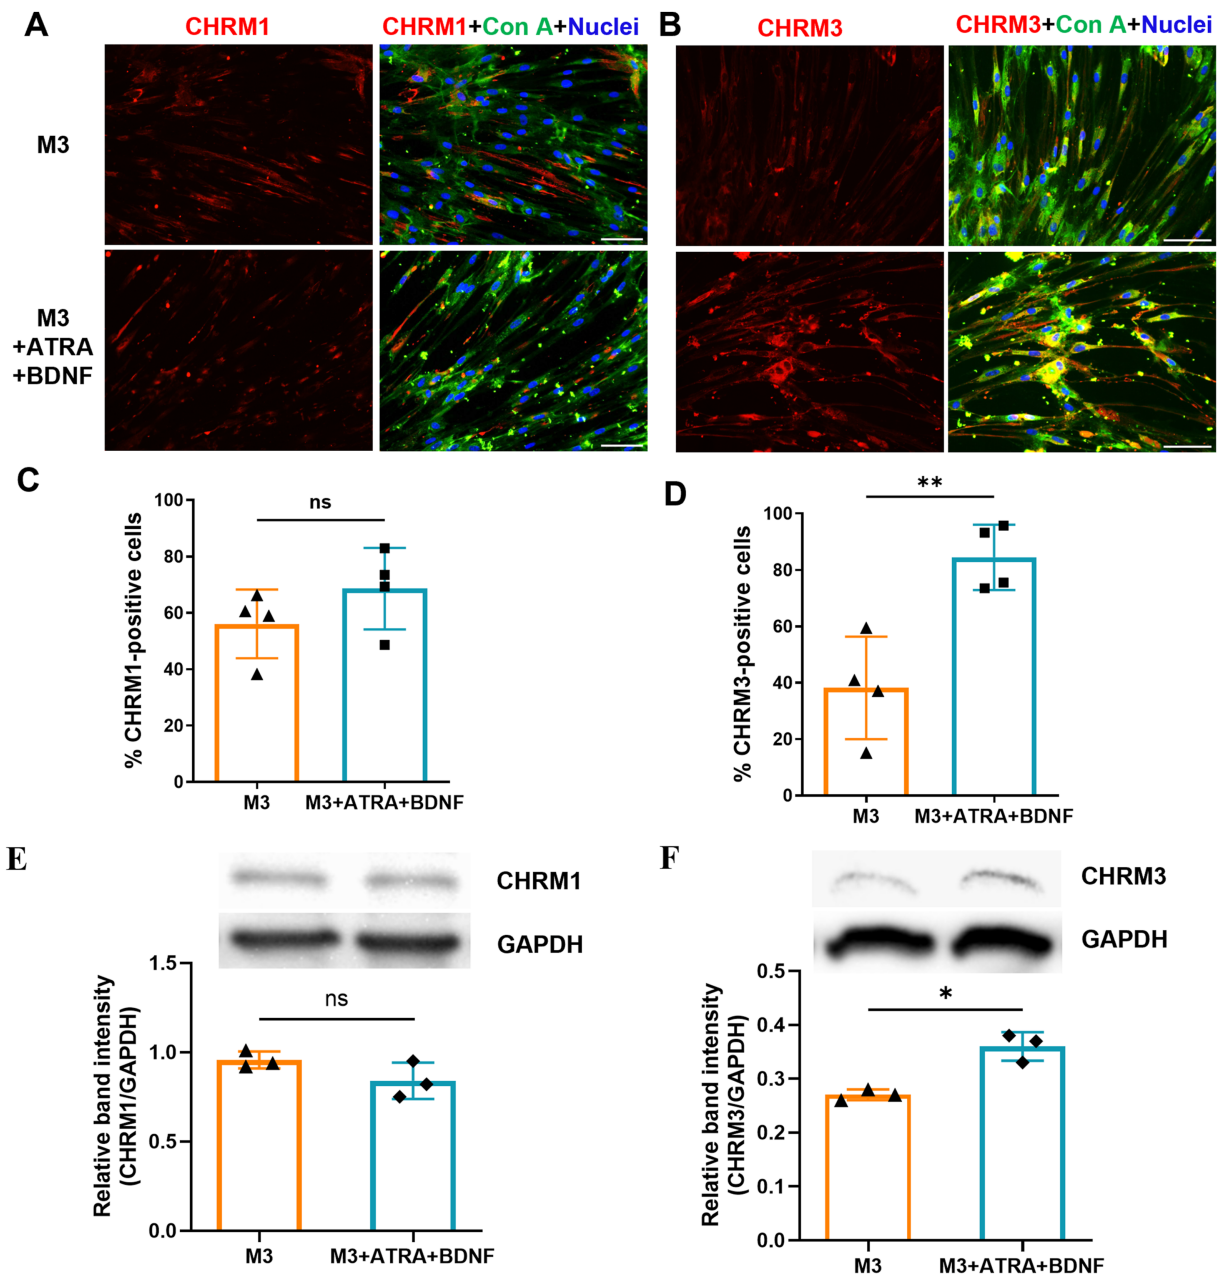 A
CHRM1
CHRM1+Con A+Nuclei
B
CHRM3
CHRM3+Con A+Nuclei
M3
M3
+ATRA
+BDNF
C
% CHRM1-positive cells
100
80
60
40
20
0
ns
M3
M3+ATRA+BDNF
D
% CHRM3-positive cells
100
80
60
40
20
0
**
M3
M3+ATRA+BDNF
E
CHRM1
GAPDH
Relative band intensity
(CHRM1/GAPDH)
1.5
1.0
0.5
0.0
ns
M3
M3+ATRA+BDNF
F
CHRM3
GAPDH
Relative band intensity
(CHRM3/GAPDH)
0.5
0.4
0.3
0.2
0.1
0.0
*
M3
M3+ATRA+BDNF